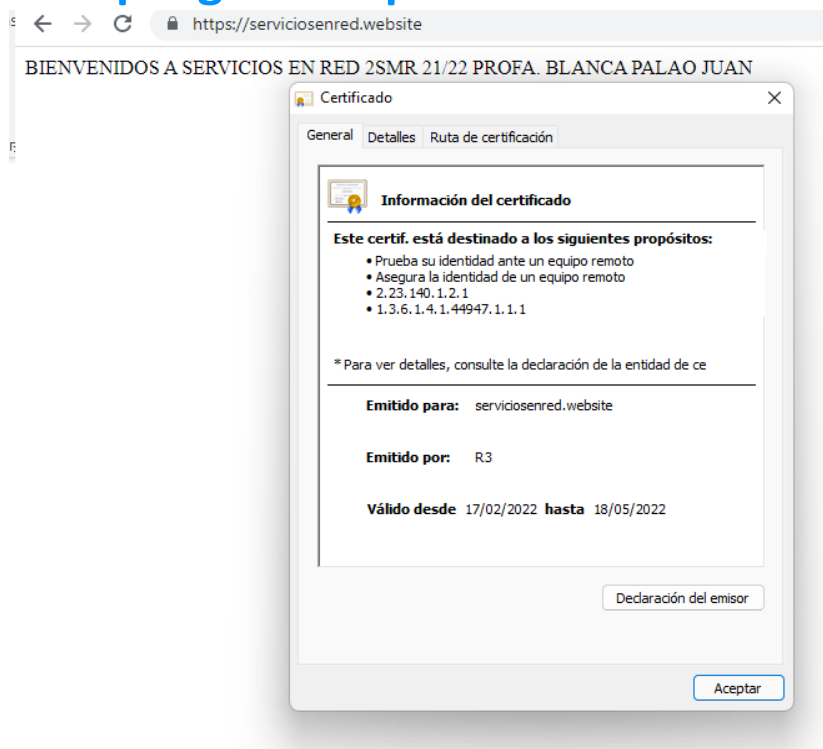 https://serviciosenred.website
BIENVENIDOS A SERVICIOS EN RED 2SMR 21/22 PROFA. BLANCA PALAO JUAN
Certificado
General Detalles Ruta de certificación
Información del certificado
Este certif. está destinado a los siguientes propósitos:
• Prueba su identidad ante un equipo remoto
• Asegura la identidad de un equipo remoto
• 2.23.140.1.2.1
• 1.3.6.1.4.1.44947.1.1.1
* Para ver detalles, consulte la declaración de la entidad de ce
Emitido para: serviciosenred.website
Emitido por: R3
Válido desde 17/02/2022 hasta 18/05/2022
Declaración del emisor
Aceptar